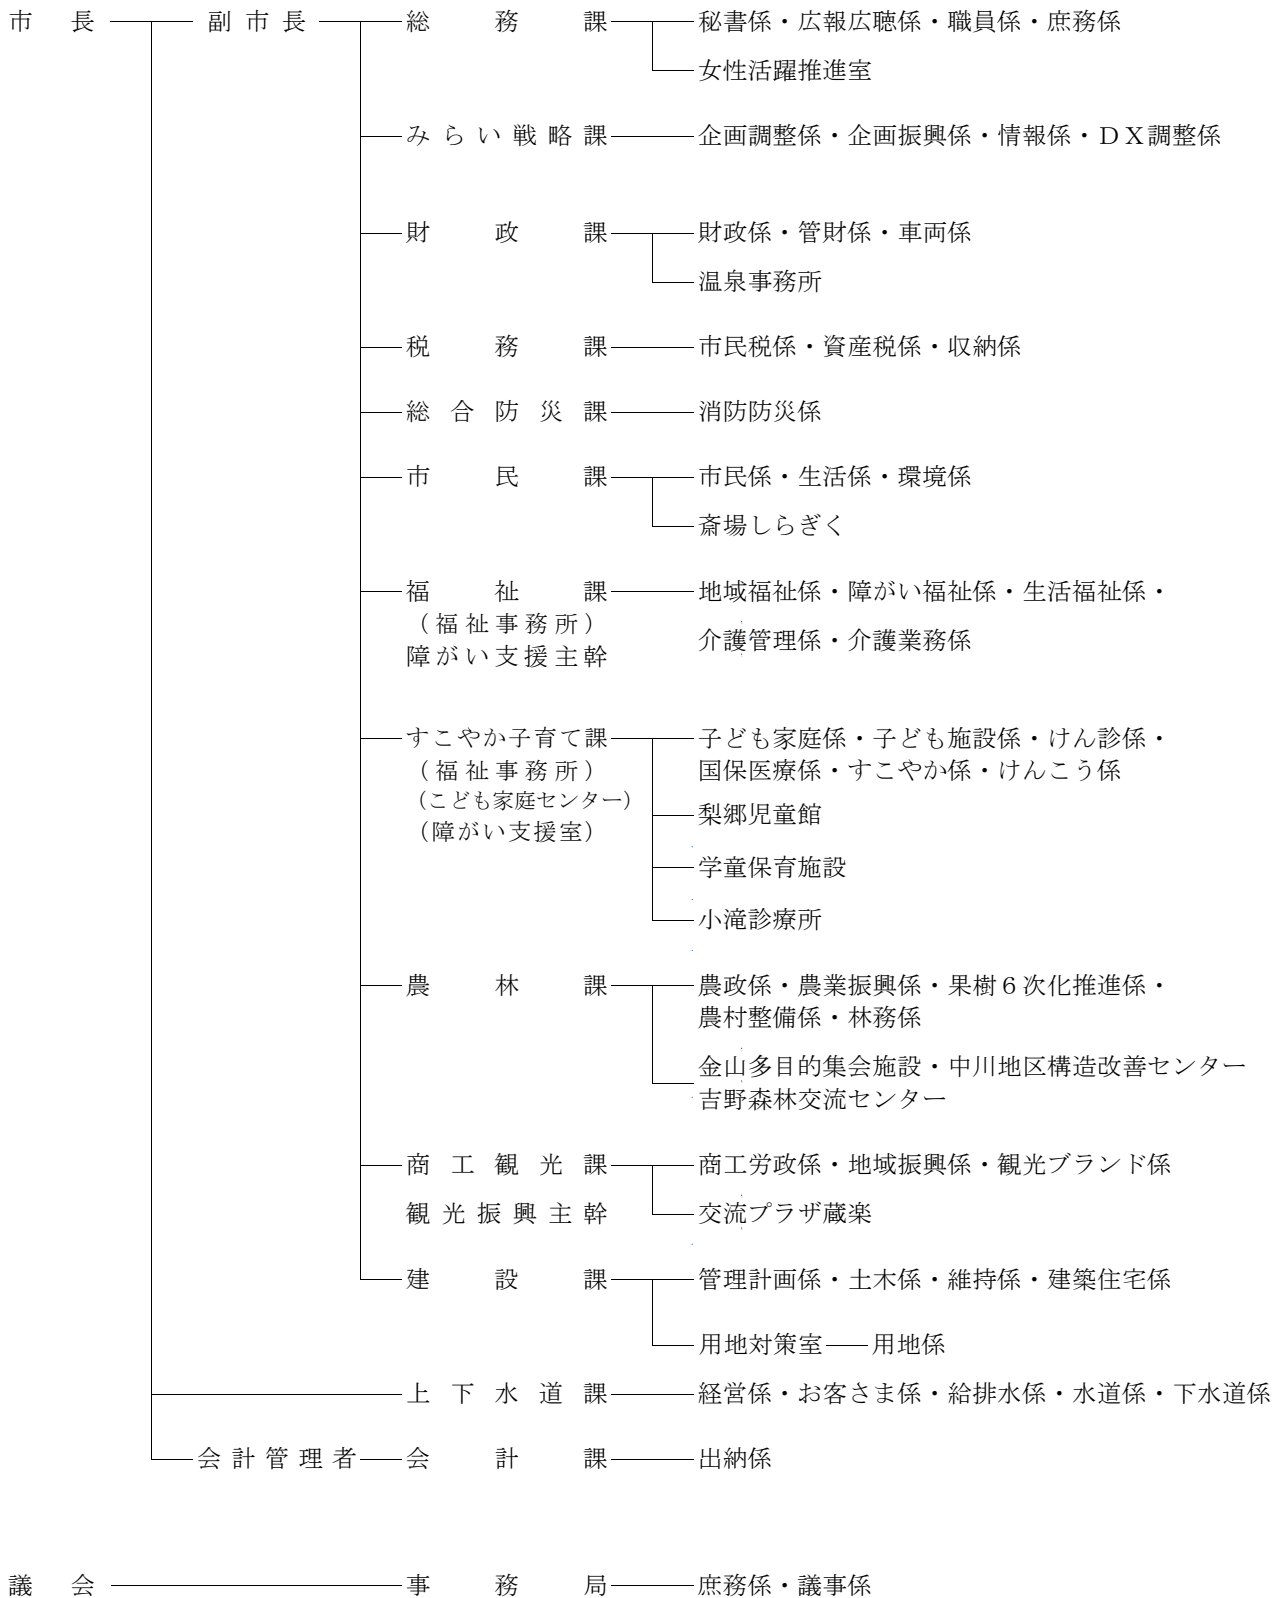 市長 副市長 総務課 秘書係・広報広聴係・職員係・庶務係
女性活躍推進室
みらい戦略課 企画調整係・企画振興係・情報係・ＤＸ調整係
財政課 財政係・管財係・車両係
温泉事務所
税務課 市民税係・資産税係・収納係
総合防災課 消防防災係
市民課 市民係・生活係・環境係
斎場しらぎく
福祉課 地域福祉係・障がい福祉係・生活福祉係・
（福祉事務所）
障がい支援主幹 介護管理係・介護業務係
すこやか子育て課 子ども家庭係・子ども施設係・けん診係・
（福祉事務所） 国保医療係・すこやか係・けんこう係
（こども家庭センター） 梨郷児童館
（障がい支援室）
学童保育施設
小滝診療所
農林課 農政係・農業振興係・果樹６次化推進係・
農村整備係・林務係
金山多目的集会施設・中川地区構造改善センター
吉野森林交流センター
商工観光課 商工労政係・地域振興係・観光ブランド係
観光振興主幹 交流プラザ蔵楽
建設課 管理計画係・土木係・維持係・建築住宅係
用地対策室 用地係
上下水道課 経営係・お客さま係・給排水係・水道係・下水道係
会計管理者 会計課 出納係
議会 事務局 庶務係・議事係